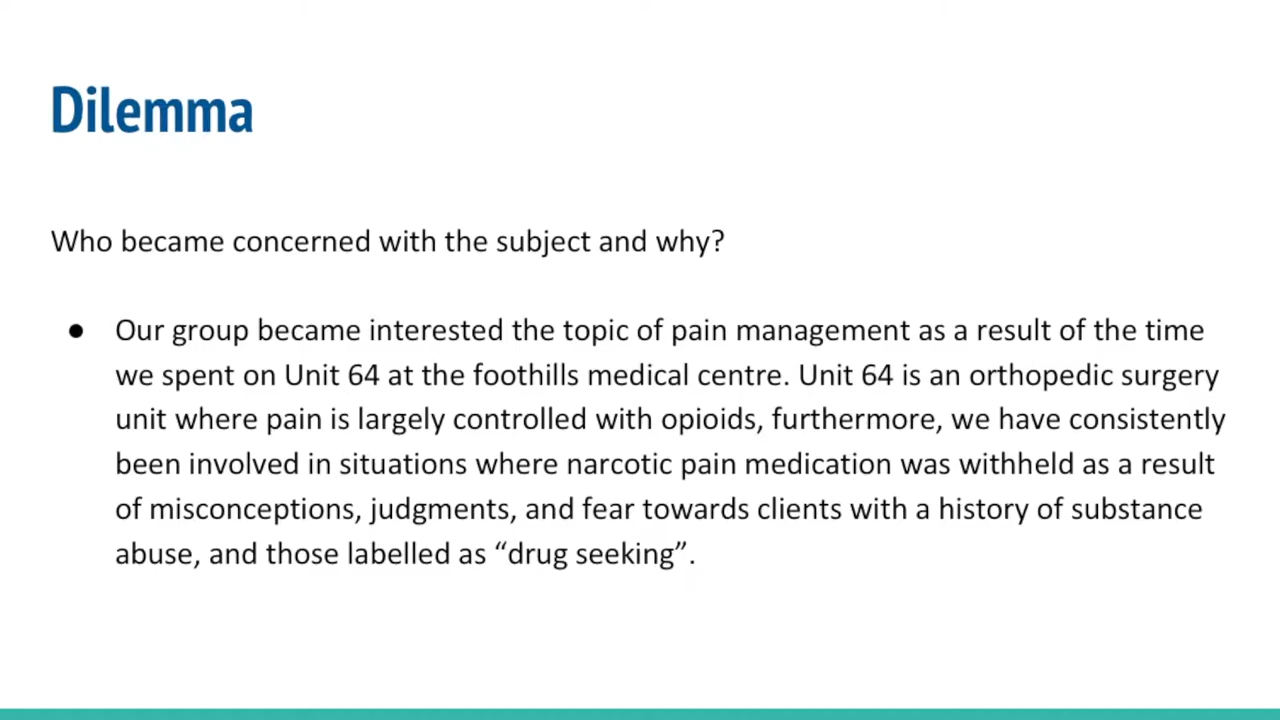 Dilemma
Who became concerned with the subject and why?
● Our group became interested the topic of pain management as a result of the time
we spent on Unit 64 at the foothills medical centre. Unit 64 is an orthopedic surgery
unit where pain is largely controlled with opioids, furthermore, we have consistently
been involved in situations where narcotic pain medication was withheld as a result
of misconceptions, judgments, and fear towards clients with a history of substance
abuse, and those labelled as “drug seeking”.